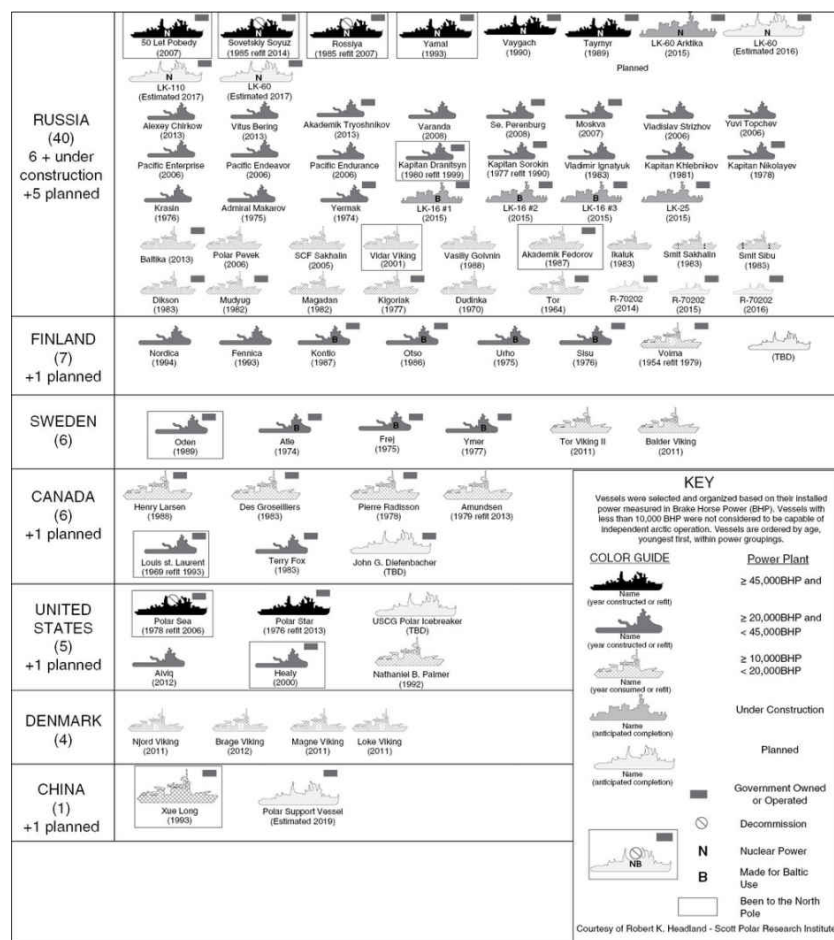 50 Let Pobedy Sovetskiy Soyuz Rossiya Yamal Vaygach Taymyr LK-60 Arktika LK-60
(2007) (1985 refit 2014) (1985 refit 2007) (1993) (1990) (1989) (2015) (Estimated 2016)
N N N N N N N N
Planned
N N
LK-110 LK-60
(Estimated 2017) (Estimated 2017)
RUSSIA
(40)
6 + under
construction
+5 planned
Alexey Chirkow Vitus Bering Akademik Tryoshnikov Varanda Se. Perenburg Moskva Vladislav Strizhov Yuvi Topchev
(2013) (2013) (2013) (2008) (2008) (2007) (2006) (2006)
Pacific Enterprise Pacific Endeavor Pacific Endurance Kapitan Dranitsyn Kapitan Sorokin Vladimir Ignatyuk Kapitan Khlebnikov Kapitan Nikolayev
(2006) (2006) (2006) (1980 refit 1999) (1977 refit 1990) (1983) (1981) (1978)
B B B
Krasin Admiral Makarov Yermak LK-16 #1 LK-16 #2 LK-16 #3 LK-25
(1976) (1975) (1974) (2015) (2015) (2015) (2015)
Baltika (2013) Polar Pevek SCF Sakhalin Vidar Viking Vasiliy Golvnin Akademik Fedorov Ikaluk Smit Sakhalin Smit Sibu
(2006) (2005) (2001) (1988) (1987) (1983) (1983) (1983)
Dikson Mudyug Magadan Kigoriak Dudinka Tor R-70202 R-70202 R-70202
(1983) (1982) (1982) (1977) (1970) (1964) (2014) (2015) (2016)
FINLAND
(7)
+1 planned
B B B B
Nordica Fennica Kontio Otso Urho Sisu Voima (TBD)
(1994) (1993) (1987) (1986) (1975) (1976) (1954 refit 1979)
SWEDEN
(6)
B B B
Oden Atle Frej Ymer Tor Viking II Balder Viking
(1989) (1974) (1975) (1977) (2011) (2011)
CANADA
(6)
+1 planned
Henry Larsen Des Groseilliers Pierre Radisson Amundsen
(1988) (1983) (1978) (1979 refit 2013)
Louis st. Laurent Terry Fox John G. Diefenbacher
(1969 refit 1993) (1983) (TBD)
UNITED
STATES
(5)
+1 planned
Polar Sea Polar Star USCG Polar Icebreaker
(1978 refit 2006) (1976 refit 2013) (TBD)
Aiviq Healy Nathaniel B. Palmer
(2012) (2000) (1992)
DENMARK
(4)
Njord Viking Brage Viking Magne Viking Loke Viking
(2011) (2012) (2011) (2011)
CHINA
(1)
+1 planned
Xue Long Polar Support Vessel
(1993) (Estimated 2019)
KEY
Vessels were selected and organized based on their installed
power measured in Brake Horse Power (BHP). Vessels with
less than 10,000 BHP were not considered to be capable of
independent arctic operation. Vessels are ordered by age,
youngest first, within power groupings.
COLOR GUIDE Power Plant
≥ 45,000BHP and
Name
(year constructed or refit)
≥ 20,000BHP and
< 45,000BHP
Name
(year constructed or refit)
≥ 10,000BHP
< 20,000BHP
Name
(year consumed or refit)
Under Construction
Name
(anticipated completion)
Planned
Name
(anticipated completion)
Government Owned
or Operated
Decommission
NB
N Nuclear Power
B Made for Baltic
Use
Been to the North
Pole
Courtesy of Robert K. Headland - Scott Polar Research Institute